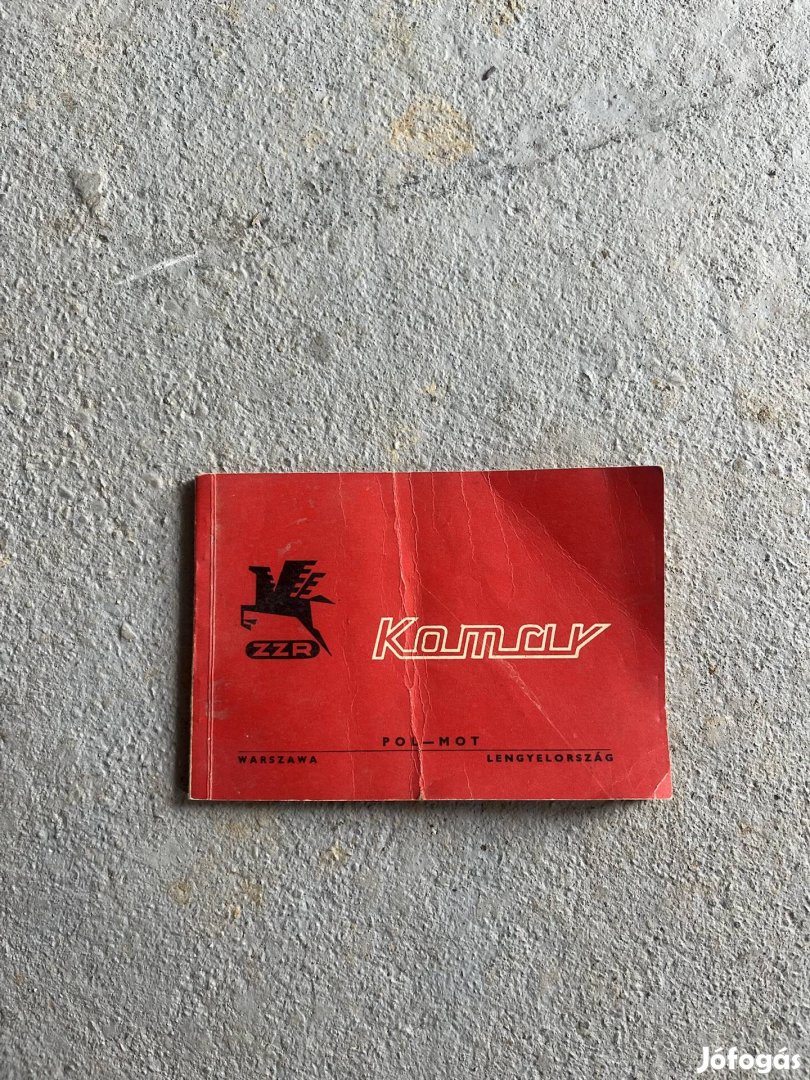 ZZR
Komar
POL—MOT
WARSZAWA LENGYELORSZÁG
Jófogás